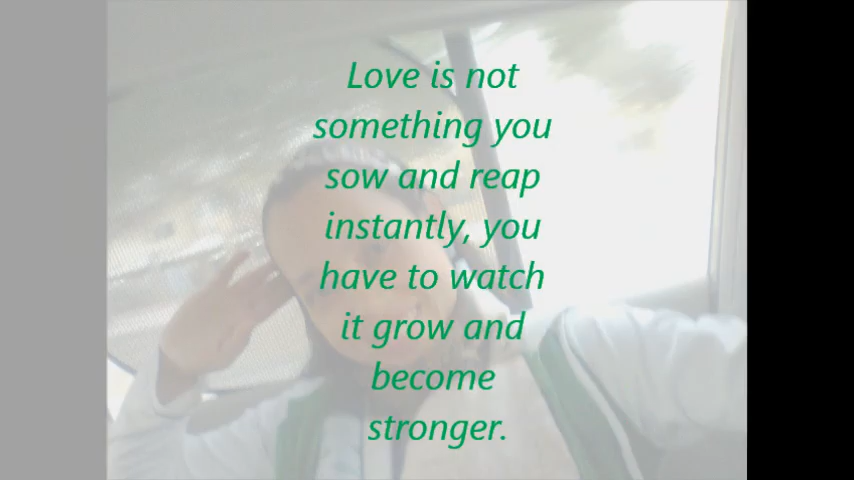 Love is not
something you
sow and reap
instantly, you
have to watch
it grow and
become
stronger.